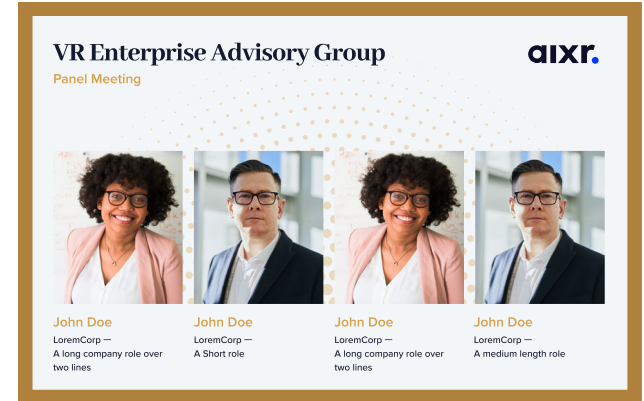 VR Enterprise Advisory Group
aixr.
Panel Meeting
John Doe
LoremCorp —
A long company role over
two lines
John Doe
LoremCorp —
A Short role
John Doe
LoremCorp —
A long company role over
two lines
John Doe
LoremCorp —
A medium length role